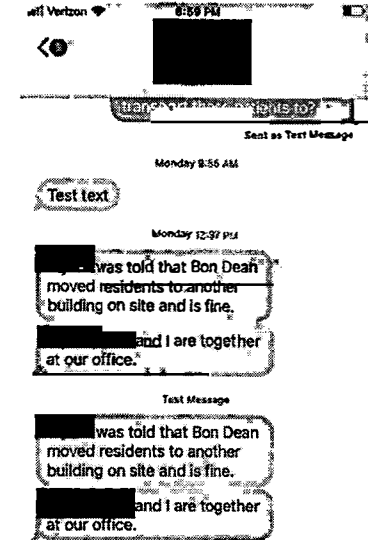 Verizon
8:59 PM
to?
Sent as Text Message
Monday 8:55 AM
Test text
Monday 12:37 PM
was told that Bon Dean
moved residents to another
building on site and is fine.
and I are together
at our office.
Text Message
was told that Bon Dean
moved residents to another
building on site and is fine.
and I are together
at our office.